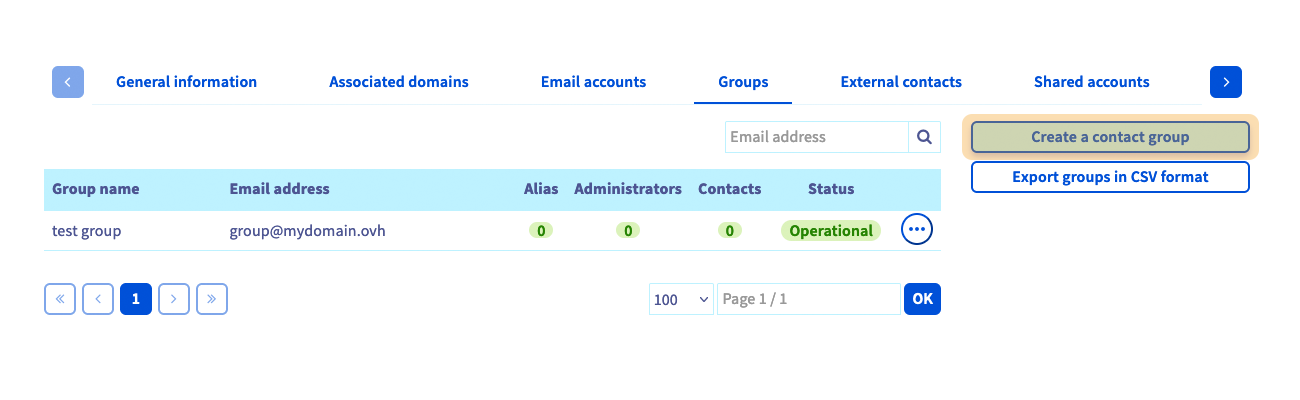 General information Associated domains Email accounts Groups External contacts Shared accounts
Email address
Create a contact group
Export groups in CSV format
Group name Email address Alias Administrators Contacts Status
test group group@mydomain.ovh 0 0 0 Operational
« ‹ 1 › » 100 Page 1 / 1 OK